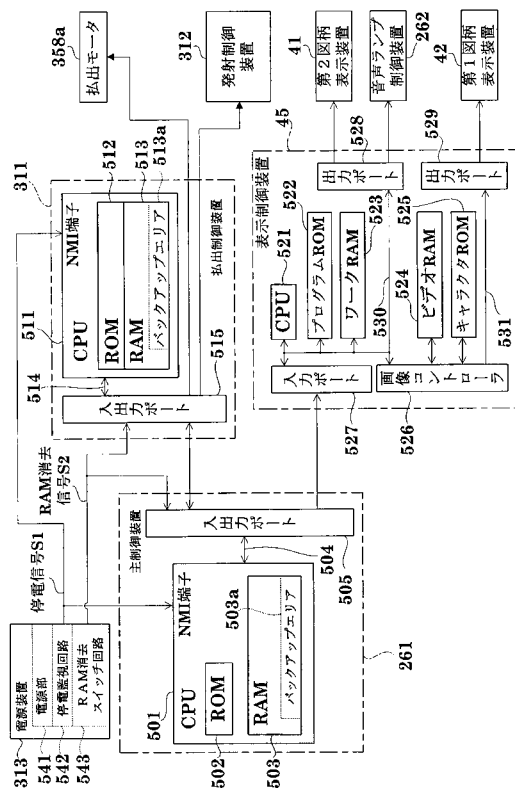 313
電源装置
541
電源部
542
停電監視回路
543
RAM消去
スイッチ回路
停電信号S1
RAM消去
信号S2
311
払出制御装置
511
CPU
NMI端子
ROM
512
RAM
513
バックアップエリア
513a
514
入出力ポート
515
358a
払出モータ
312
発射制御
装置
主制御装置
261
501
CPU
NMI端子
ROM
502
RAM
503
503a
バックアップエリア
504
入出力ポート
505
表示制御装置
45
521
CPU
522
プログラムROM
523
ワークRAM
524
ビデオRAM
525
キャラクタROM
526
画像コントローラ
527
入力ポート
528
出力ポート
529
出力ポート
530
531
41
第2図柄
表示装置
262
音声ランプ
制御装置
42
第1図柄
表示装置